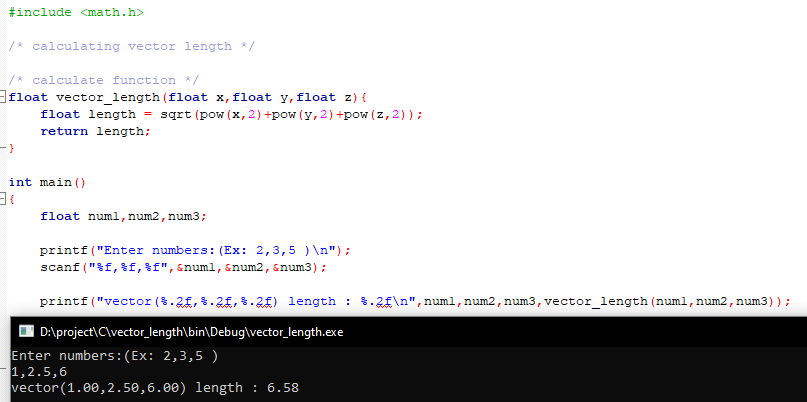 #include <math.h>
/* calculating vector length */
/* calculate function */
float vector_length(float x,float y,float z){
float length = sqrt(pow(x,2)+pow(y,2)+pow(z,2));
return length;
}
int main()
{
float num1,num2,num3;
printf("Enter numbers:(Ex: 2,3,5 )\n");
scanf("%f,%f,%f",&num1,&num2,&num3);
printf("vector(%.2f,%.2f,%.2f) length : %.2f\n",num1,num2,num3,vector_length(num1,num2,num3));
D:\project\C\vector_length\bin\Debug\vector_length.exe
Enter numbers:(Ex: 2,3,5 )
1,2.5,6
vector(1.00,2.50,6.00) length : 6.58